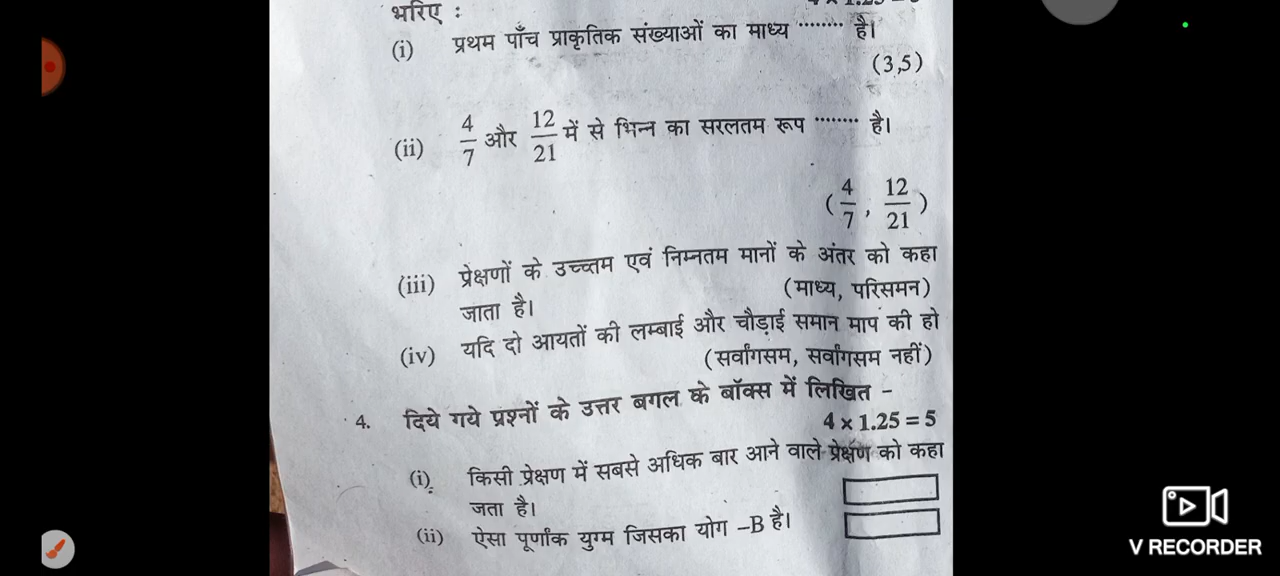 भरिए :
(i) प्रथम पाँच प्राकृतिक संख्याओं का माध्य ........ है।
(3,5)
(ii) 4/7 और 12/21 में से भिन्न का सरलतम रूप ........ है।
(4/7, 12/21)
(iii) प्रेक्षणों के उच्च्तम एवं निम्नतम मानों के अंतर को कहा
जाता है। (माध्य, परिसमन)
(iv) यदि दो आयतों की लम्बाई और चौड़ाई समान माप की हो
(सर्वांगसम, सर्वांगसम नहीं)
4. दिये गये प्रश्नों के उत्तर बगल के बॉक्स में लिखित -
4 x 1.25 = 5
(i) किसी प्रेक्षण में सबसे अधिक बार आने वाले प्रेक्षण को कहा
जता है।
(ii) ऐसा पूर्णांक युग्म जिसका योग –B है।
V RECORDER